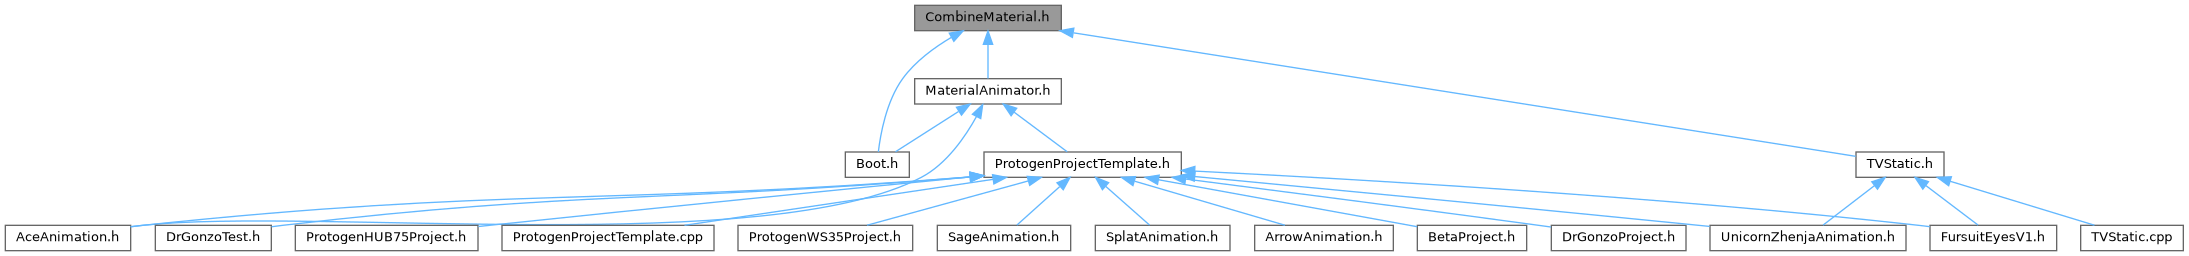 CombineMaterial.h
MaterialAnimator.h
Boot.h
ProtogenProjectTemplate.h
TVStatic.h
AceAnimation.h
DrGonzoTest.h
ProtogenHUB75Project.h
ProtogenProjectTemplate.cpp
ProtogenWS35Project.h
SageAnimation.h
SplatAnimation.h
ArrowAnimation.h
BetaProject.h
DrGonzoProject.h
UnicornZhenjaAnimation.h
FursuitEyesV1.h
TVStatic.cpp